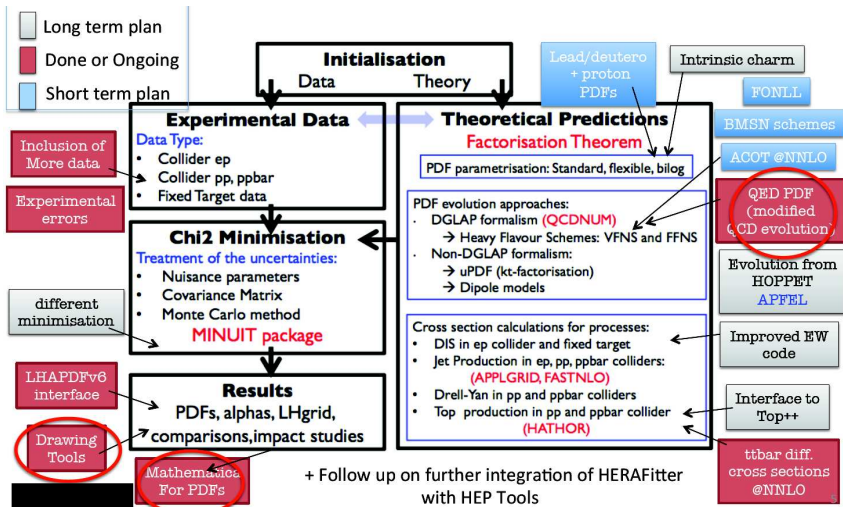 Long term plan
Done or Ongoing
Short term plan
Initialisation
Data Theory
Lead/deutero
+ proton
PDFs
Intrinsic charm
FONLL
BMSN schemes
ACOT @NNLO
QED PDF
(modified
QCD evolution)
Evolution from
HOPPET
APFEL
Improved EW
code
Interface to
Top++
ttbar diff.
cross sections
@NNLO
Inclusion of
More data
Experimental
errors
different
minimisation
LHAPDFv6
interface
Drawing
Tools
Mathematica
For PDFs
Experimental Data
Data Type:
• Collider ep
• Collider pp, ppbar
• Fixed Target data
Chi2 Minimisation
Treatment of the uncertainties:
• Nuisance parameters
• Covariance Matrix
• Monte Carlo method
MINUIT package
Results
PDFs, alphas, LHgrid,
comparisons,impact studies
Theoretical Predictions
Factorisation Theorem
PDF parametrisation: Standard, flexible, bilog
PDF evolution approaches:
• DGLAP formalism (QCDNUM)
→ Heavy Flavour Schemes: VFNS and FFNS
• Non-DGLAP formalism:
→ uPDF (kt-factorisation)
→ Dipole models
Cross section calculations for processes:
• DIS in ep collider and fixed target
• Jet Production in ep, pp, ppbar colliders:
(APPLGRID, FASTNLO)
• Drell-Yan in pp and ppbar colliders
• Top production in pp and ppbar collider
(HATHOR)
+ Follow up on further integration of HERAFitter
with HEP Tools